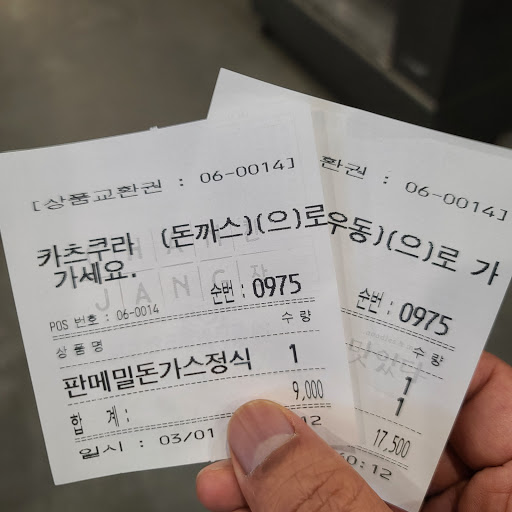 [상품교환권 : 06-0014]
카츠쿠라 (돈까스)(으)로
가세요.
순번 : 0975
POS 번호 : 06-0014
상품명 수량
판메밀돈가스정식 1
합 계: 9,000
일시 : 03/01
환권 : 06-0014]
우동)(으)로 가
순번 : 0975
수량
1
1
17,500
:12